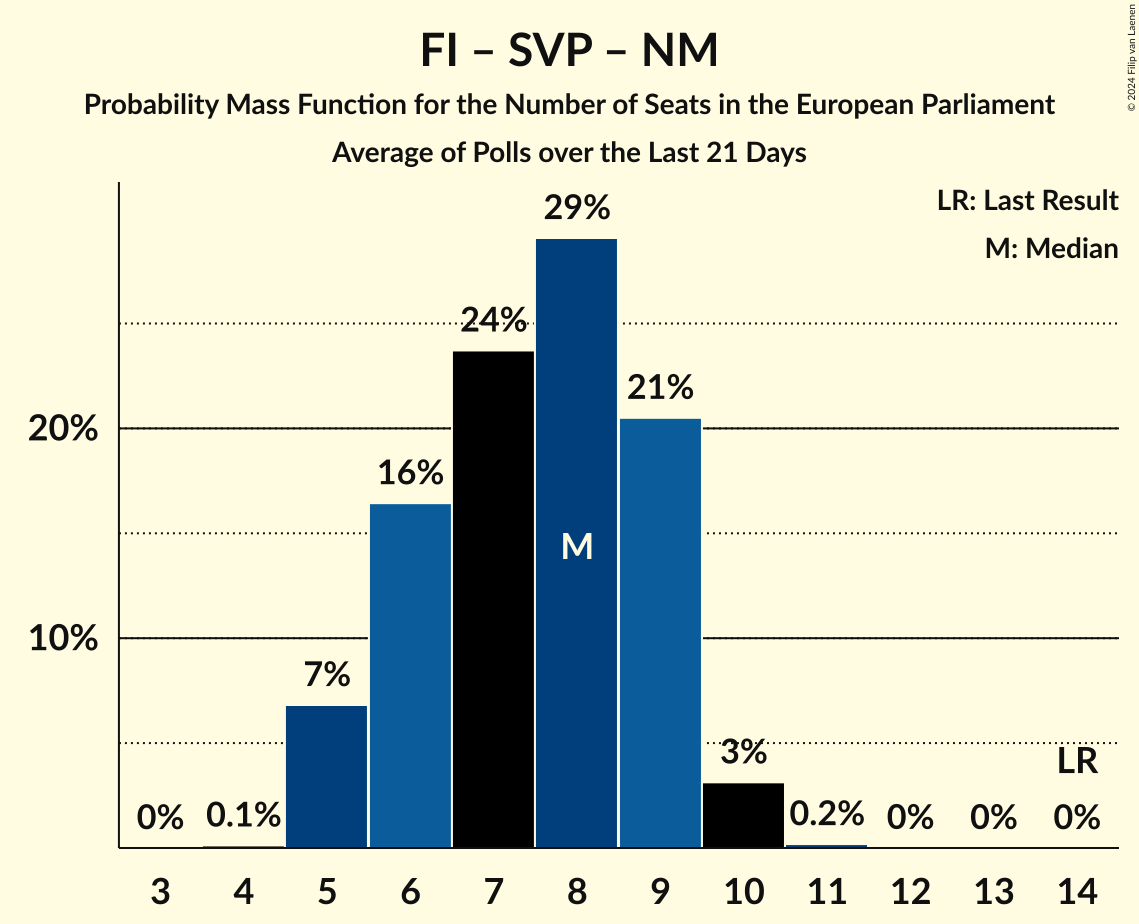 FI – SVP – NM
Probability Mass Function for the Number of Seats in the European Parliament
Average of Polls over the Last 21 Days
© 2024 Filip van Laenen
LR: Last Result
M: Median
29%
24%
21%
20%
16%
M
10%
7%
3%
LR
0% 0.1% 0.2% 0% 0% 0%
3 4 5 6 7 8 9 10 11 12 13 14